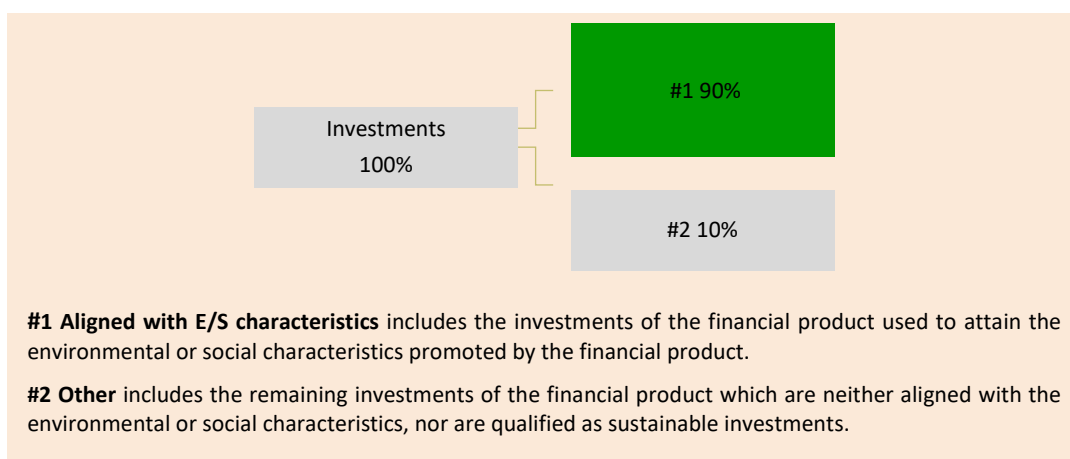 #1 90%
Investments
100%
#2 10%
#1 Aligned with E/S characteristics includes the investments of the financial product used to attain the
environmental or social characteristics promoted by the financial product.
#2 Other includes the remaining investments of the financial product which are neither aligned with the
environmental or social characteristics, nor are qualified as sustainable investments.